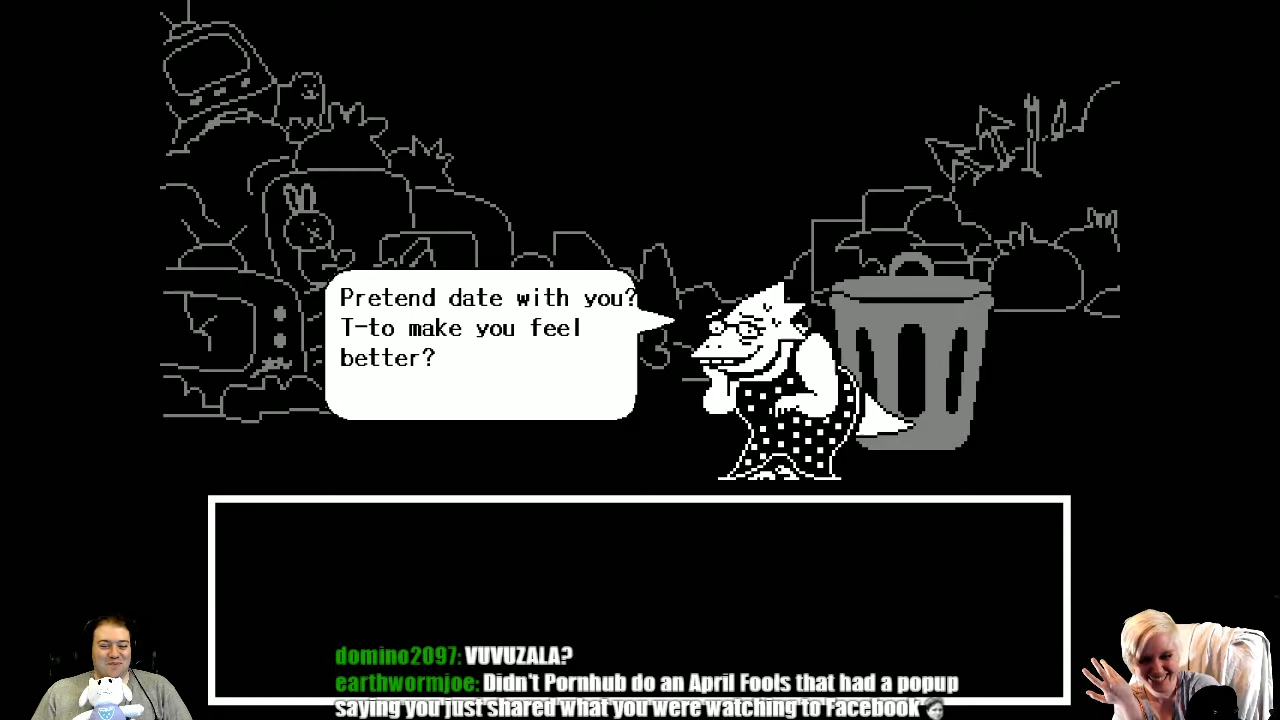 Pretend date with you?
T-to make you feel
better?
domino2097: VUVUZALA?
earthwormjoe: Didn't Pornhub do an April Fools that had a popup
saying you just shared what you were watching to Facebook